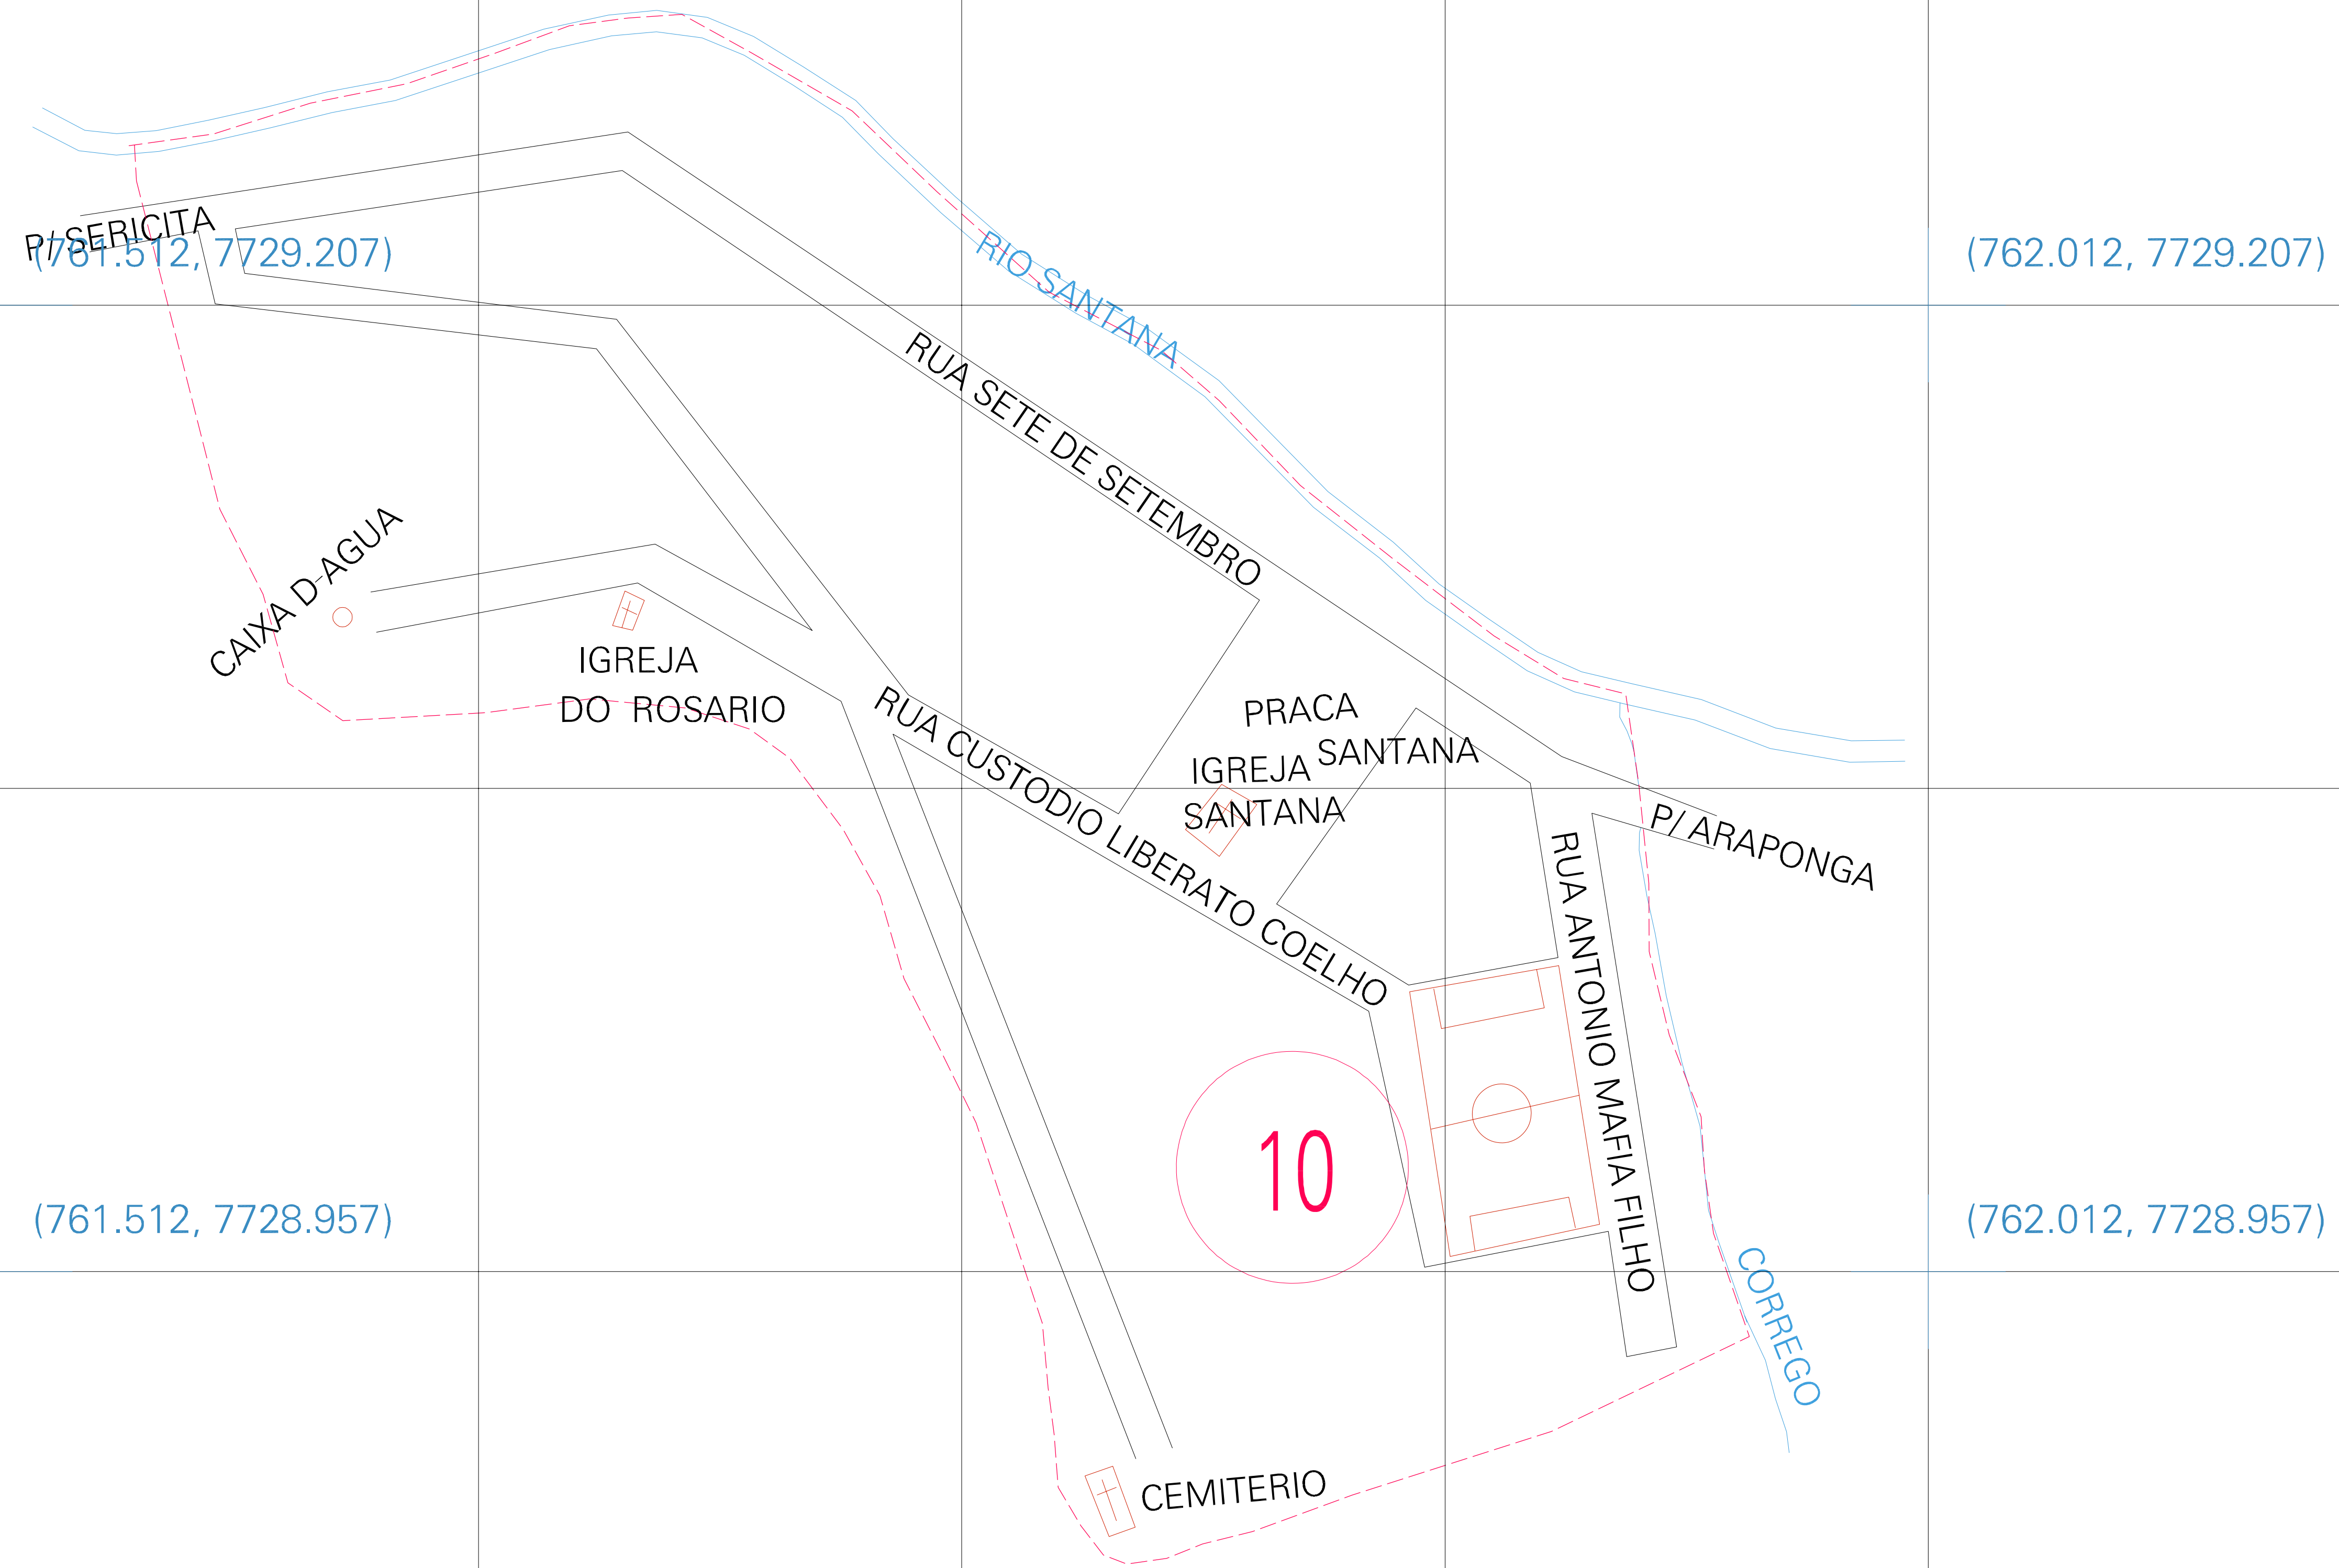 P/ SERICITA
(761.512, 7729.207)
(762.012, 7729.207)
RIO SANTANA
RUA SETE DE SETEMBRO
CAIXA D-AGUA
IGREJA
DO ROSARIO
PRACA
SANTANA
IGREJA
SANTANA
RUA CUSTODIO LIBERATO COELHO
P/ ARAPONGA
RUA ANTONIO MAFIA FILHO
10
(761.512, 7728.957)
(762.012, 7728.957)
CORREGO
CEMITERIO